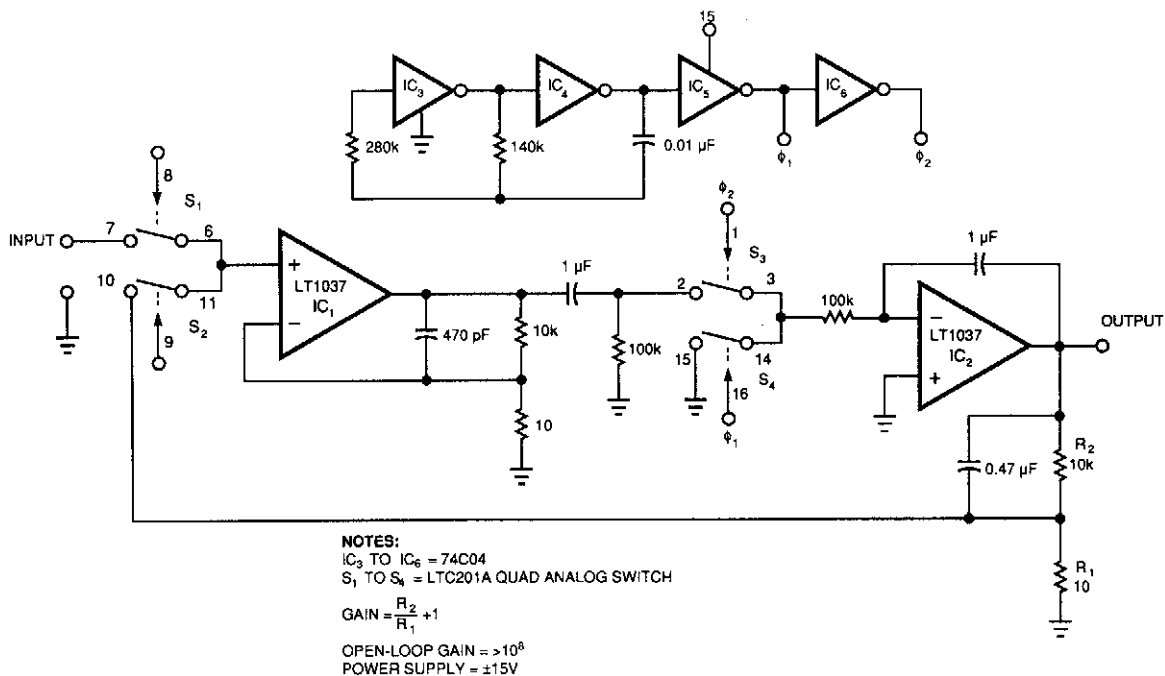 15
IC3
IC4
IC5
IC6
280k
140k
0.01 µF
ϕ1
ϕ2
8
S1
INPUT
7
6
10
11
S2
9
+
LT1037
IC1
−
470 pF
10k
10
1 µF
100k
ϕ2
1
S3
2
3
15
14
S4
16
ϕ1
100k
1 µF
−
LT1037
IC2
+
OUTPUT
0.47 µF
R2
10k
R1
10
NOTES:
IC3 TO IC6 = 74C04
S1 TO S4 = LTC201A QUAD ANALOG SWITCH
GAIN = R2/R1 +1
OPEN-LOOP GAIN = >10⁸
POWER SUPPLY = ±15V